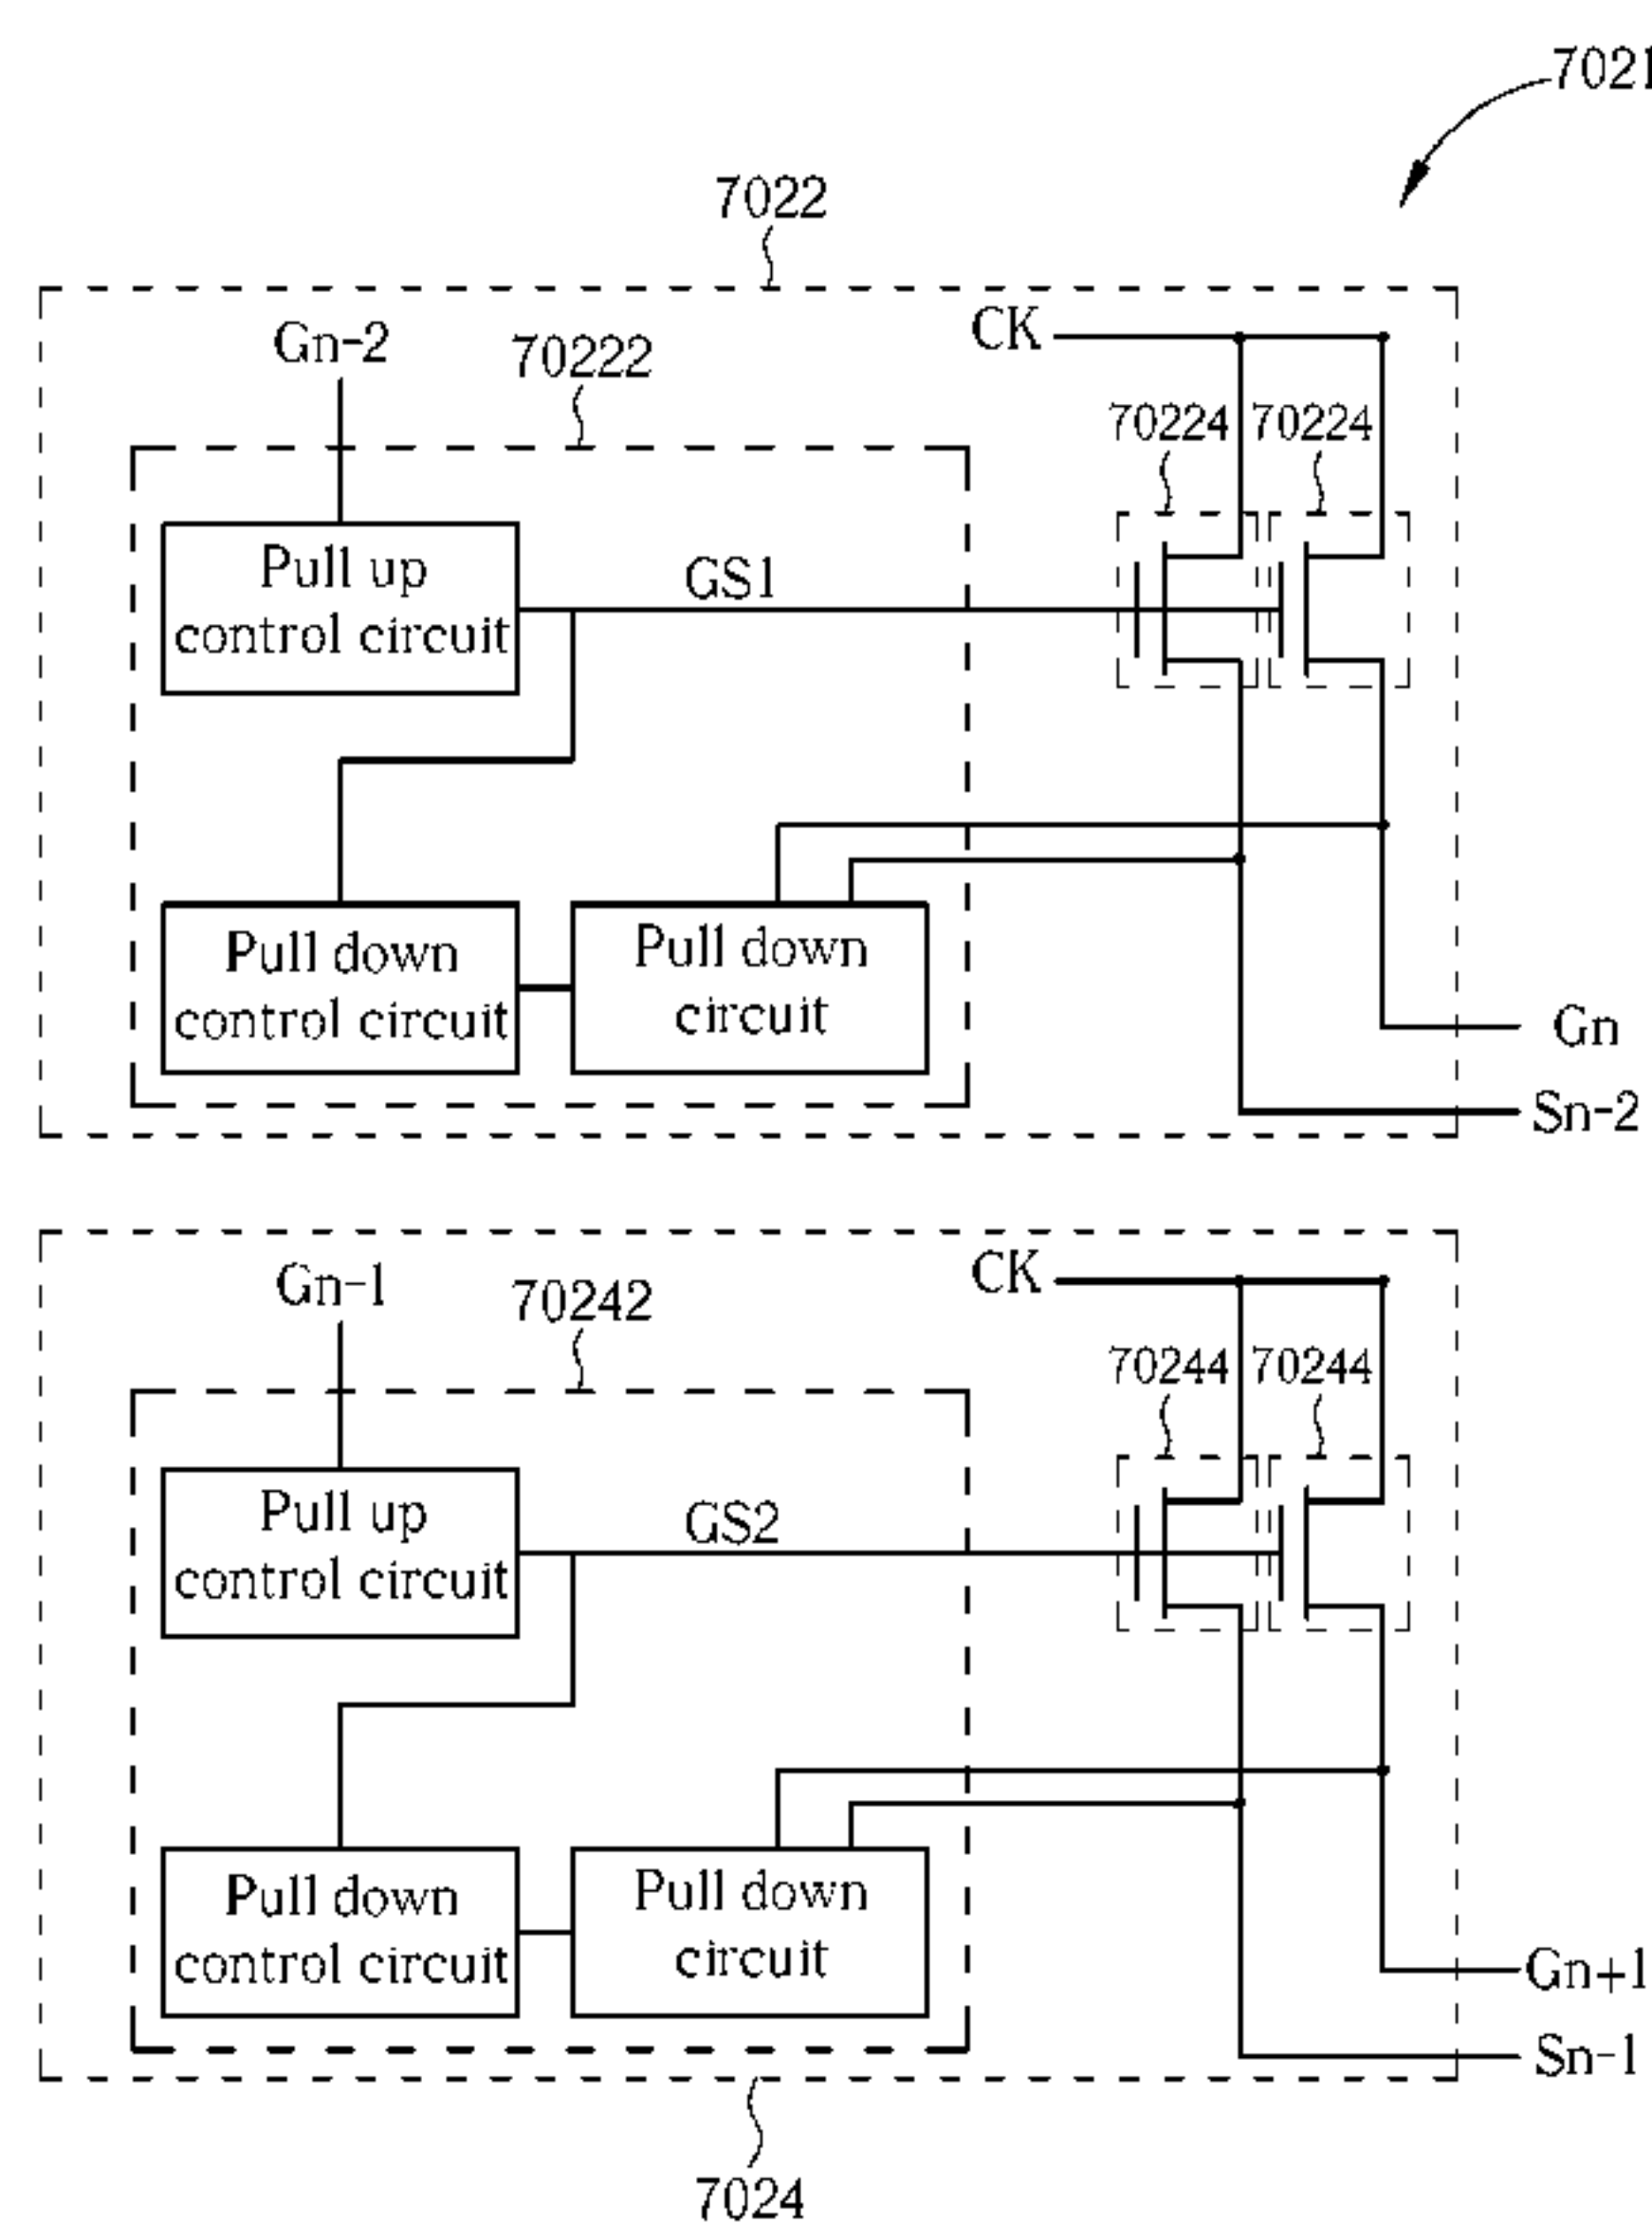 7021
7022
Gn-2
70222
CK
70224 70224
Pull up
control circuit
GS1
Pull down
control circuit
Pull down
circuit
Gn
Sn-2
Gn-1
70242
CK
70244 70244
Pull up
control circuit
GS2
Pull down
control circuit
Pull down
circuit
Gn+1
Sn-1
7024